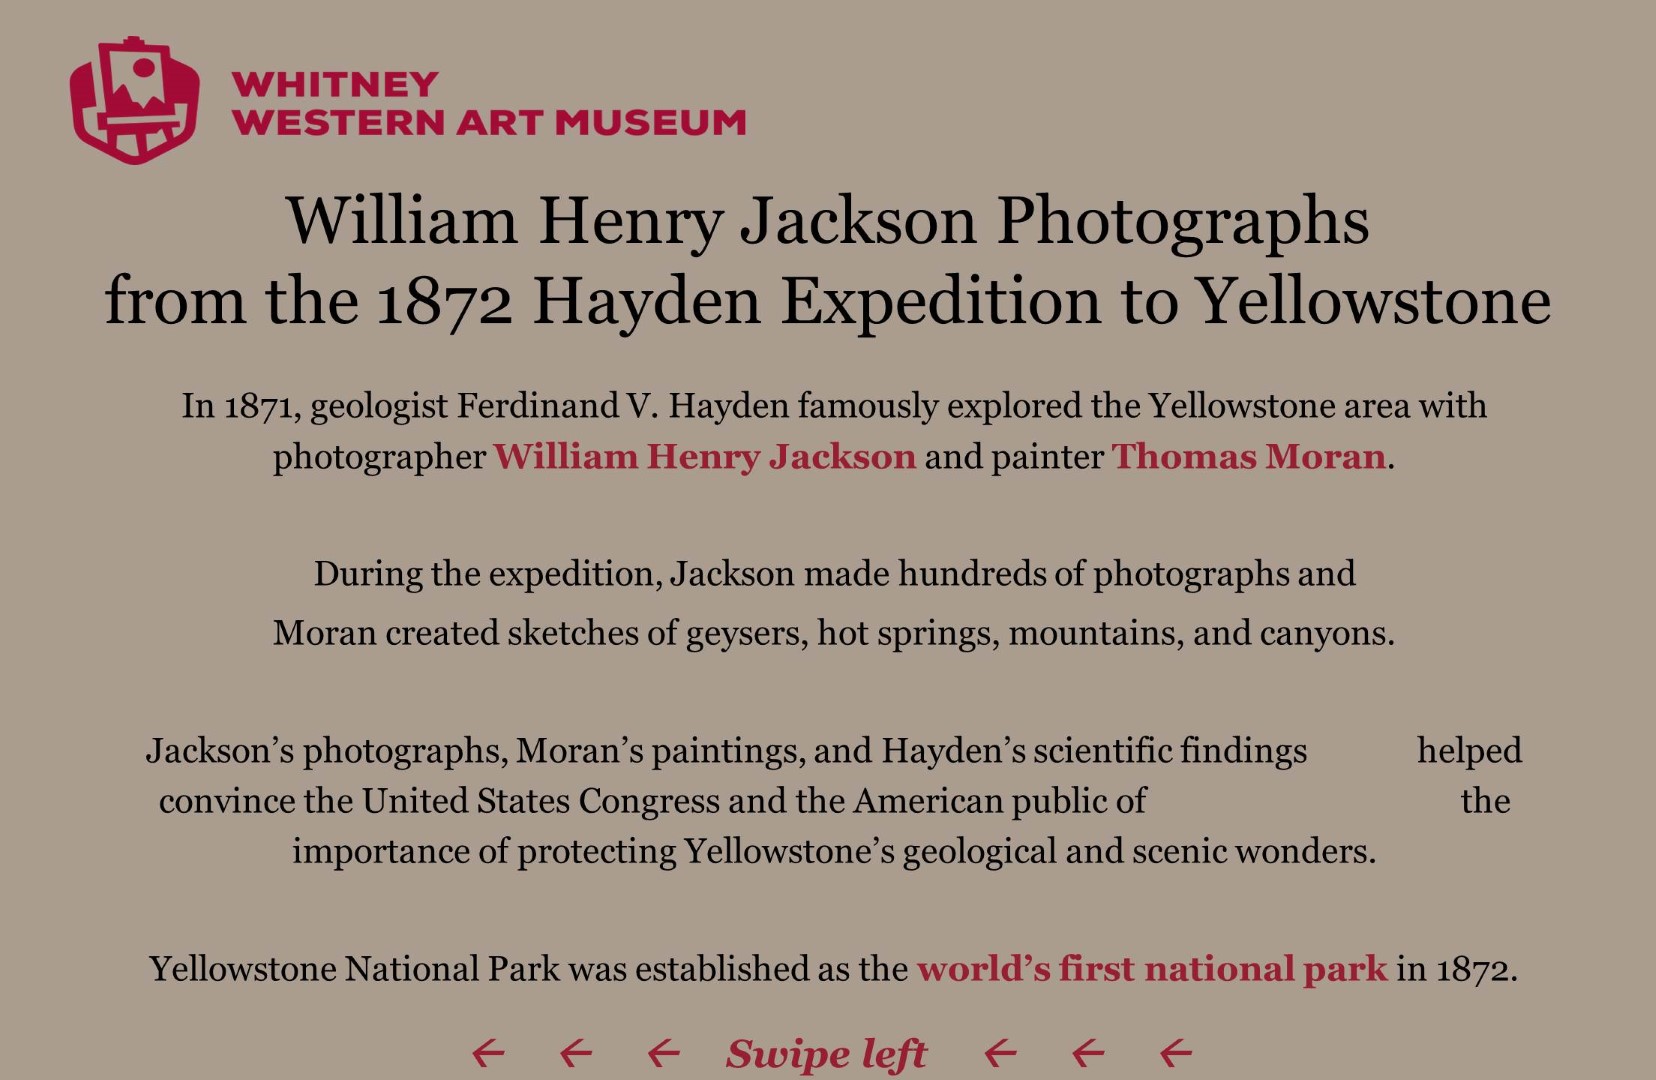 WHITNEY
WESTERN ART MUSEUM
William Henry Jackson Photographs
from the 1872 Hayden Expedition to Yellowstone
In 1871, geologist Ferdinand V. Hayden famously explored the Yellowstone area with
photographer William Henry Jackson and painter Thomas Moran.
During the expedition, Jackson made hundreds of photographs and
Moran created sketches of geysers, hot springs, mountains, and canyons.
Jackson’s photographs, Moran’s paintings, and Hayden’s scientific findings helped
convince the United States Congress and the American public of the
importance of protecting Yellowstone’s geological and scenic wonders.
Yellowstone National Park was established as the world’s first national park in 1872.
← ← ← Swipe left ← ← ←